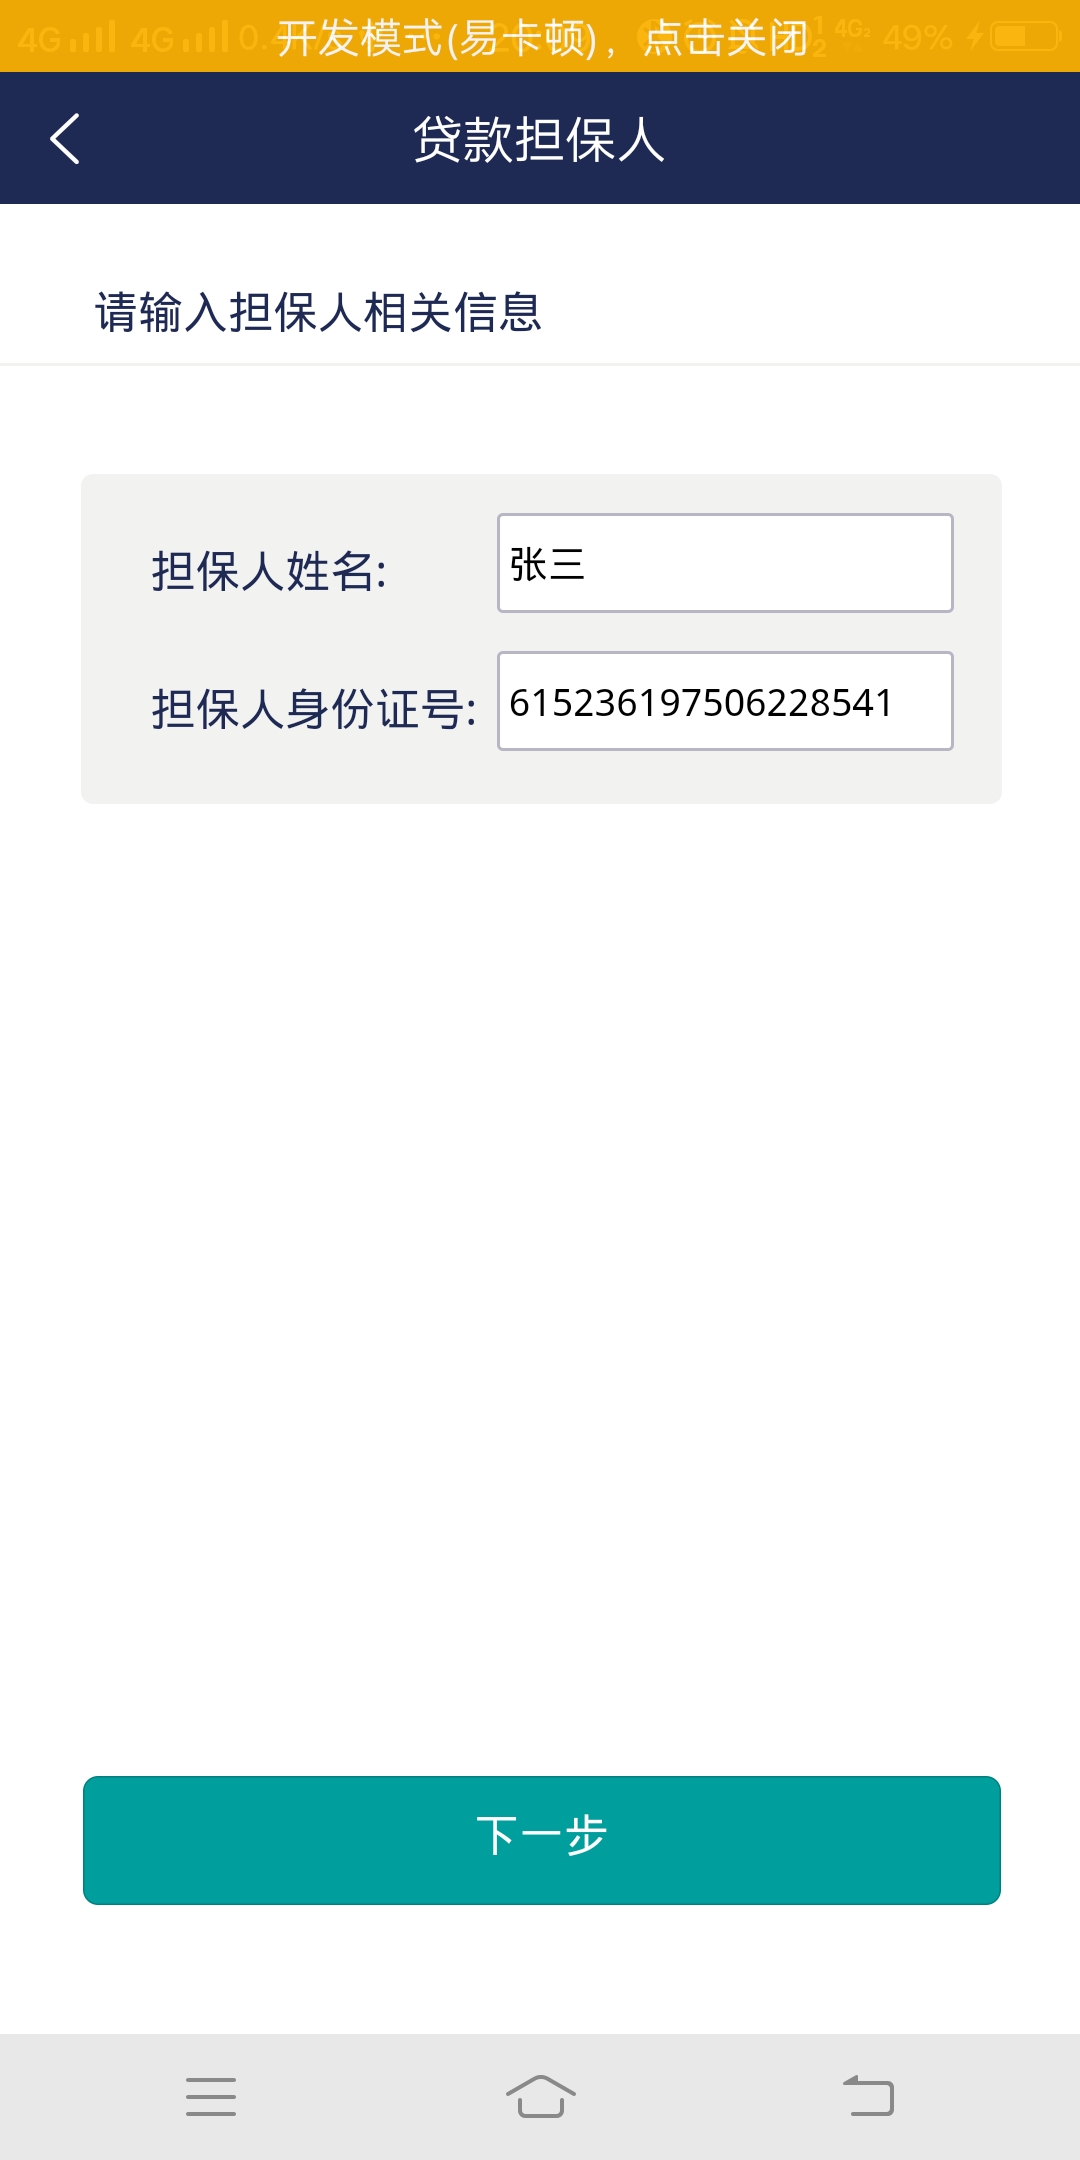 开发模式(易卡顿)，点击关闭
4G 4G 49%
贷款担保人
请输入担保人相关信息
担保人姓名: 张三
担保人身份证号: 615236197506228541
下一步